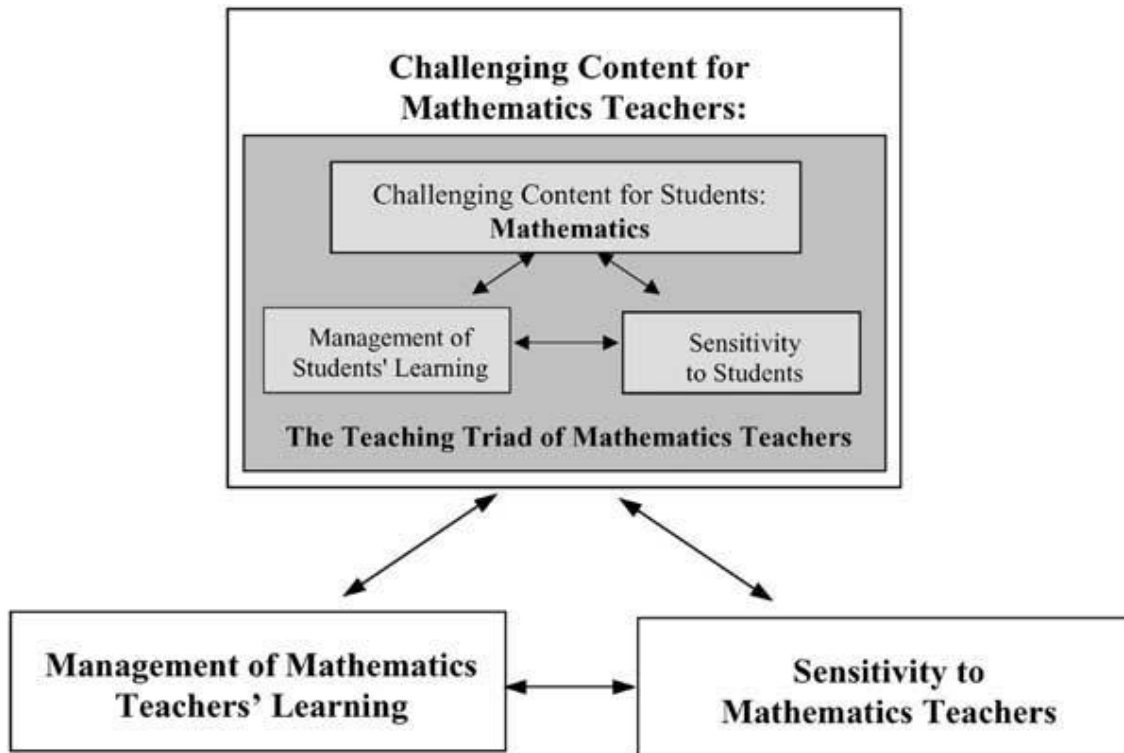 Challenging Content for
Mathematics Teachers:
Challenging Content for Students:
Mathematics
Management of
Students' Learning
Sensitivity
to Students
The Teaching Triad of Mathematics Teachers
Management of Mathematics
Teachers’ Learning
Sensitivity to
Mathematics Teachers